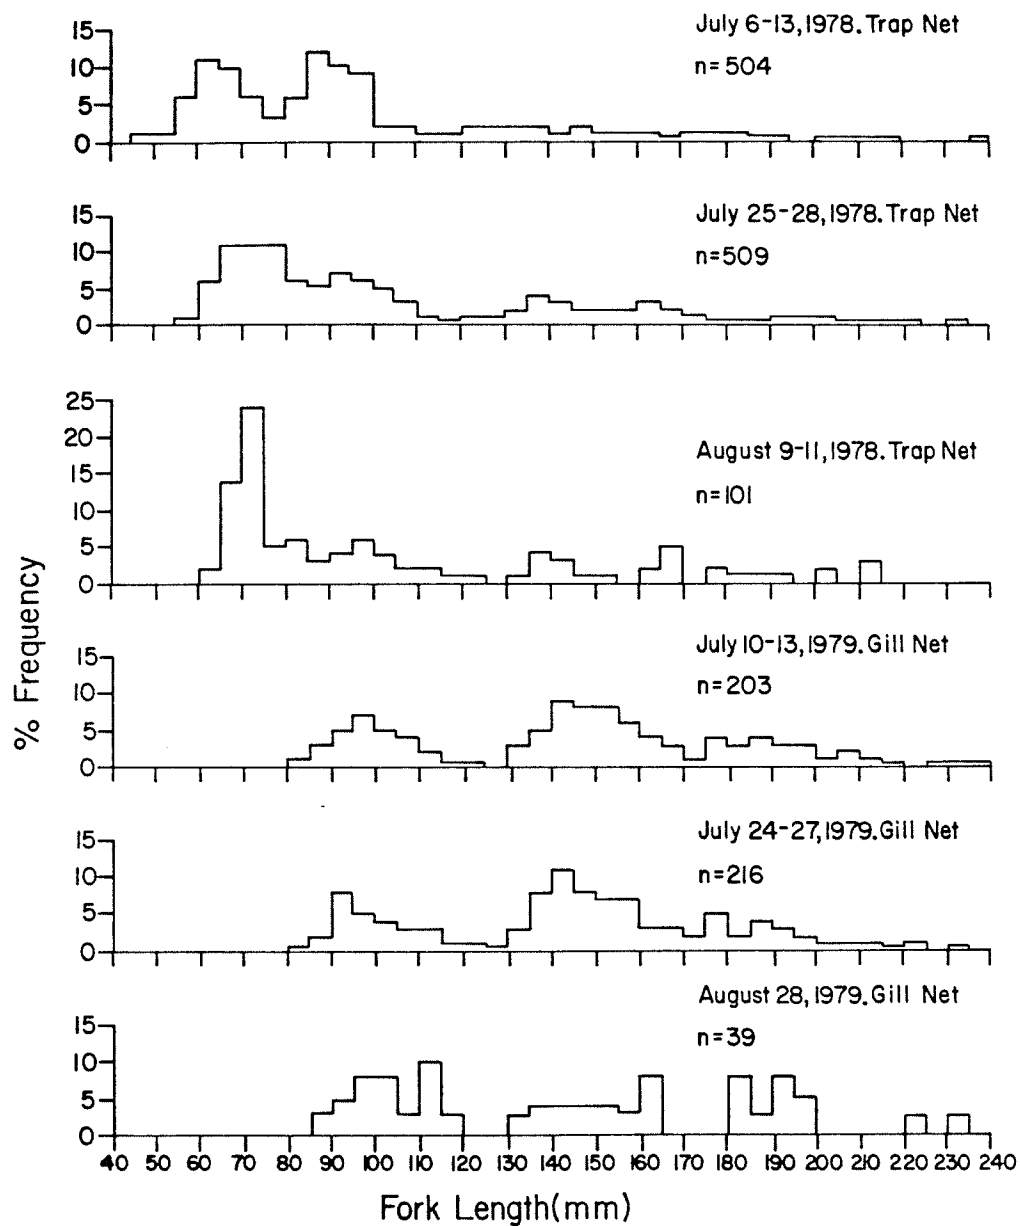 15
10
5
0
July 6-13, 1978. Trap Net
n=504
15
10
5
0
July 25-28, 1978. Trap Net
n=509
25
20
15
10
5
0
August 9-11, 1978. Trap Net
n=101
15
10
5
0
July 10-13, 1979. Gill Net
n=203
15
10
5
0
July 24-27, 1979. Gill Net
n=216
15
10
5
0
August 28, 1979. Gill Net
n=39
% Frequency
40 50 60 70 80 90 100 110 120 130 140 150 160 170 180 190 200 210 220 230 240
Fork Length(mm)